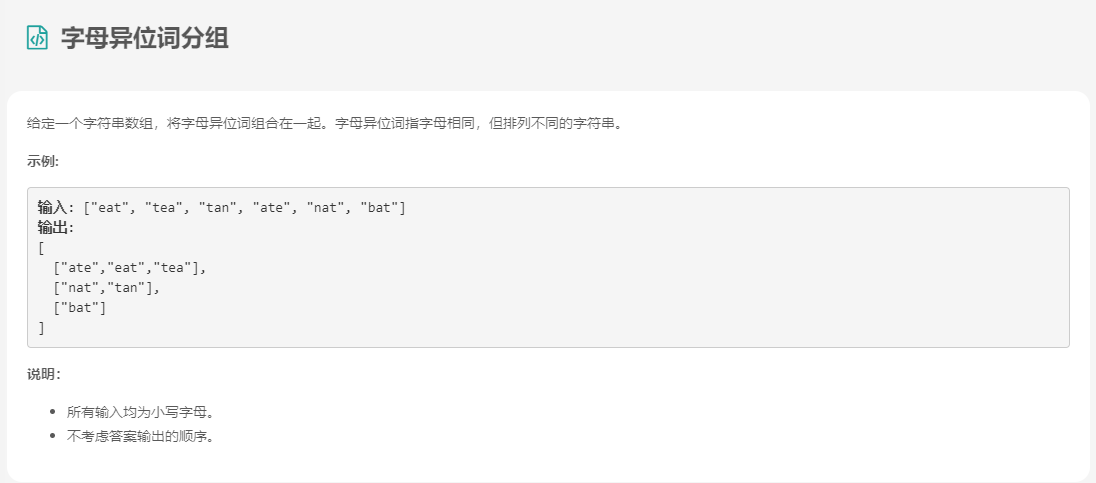 字母异位词分组
给定一个字符串数组，将字母异位词组合在一起。字母异位词指字母相同，但排列不同的字符串。
示例:
输入: ["eat", "tea", "tan", "ate", "nat", "bat"]
输出:
[
  ["ate","eat","tea"],
  ["nat","tan"],
  ["bat"]
]
说明：
所有输入均为小写字母。
不考虑答案输出的顺序。